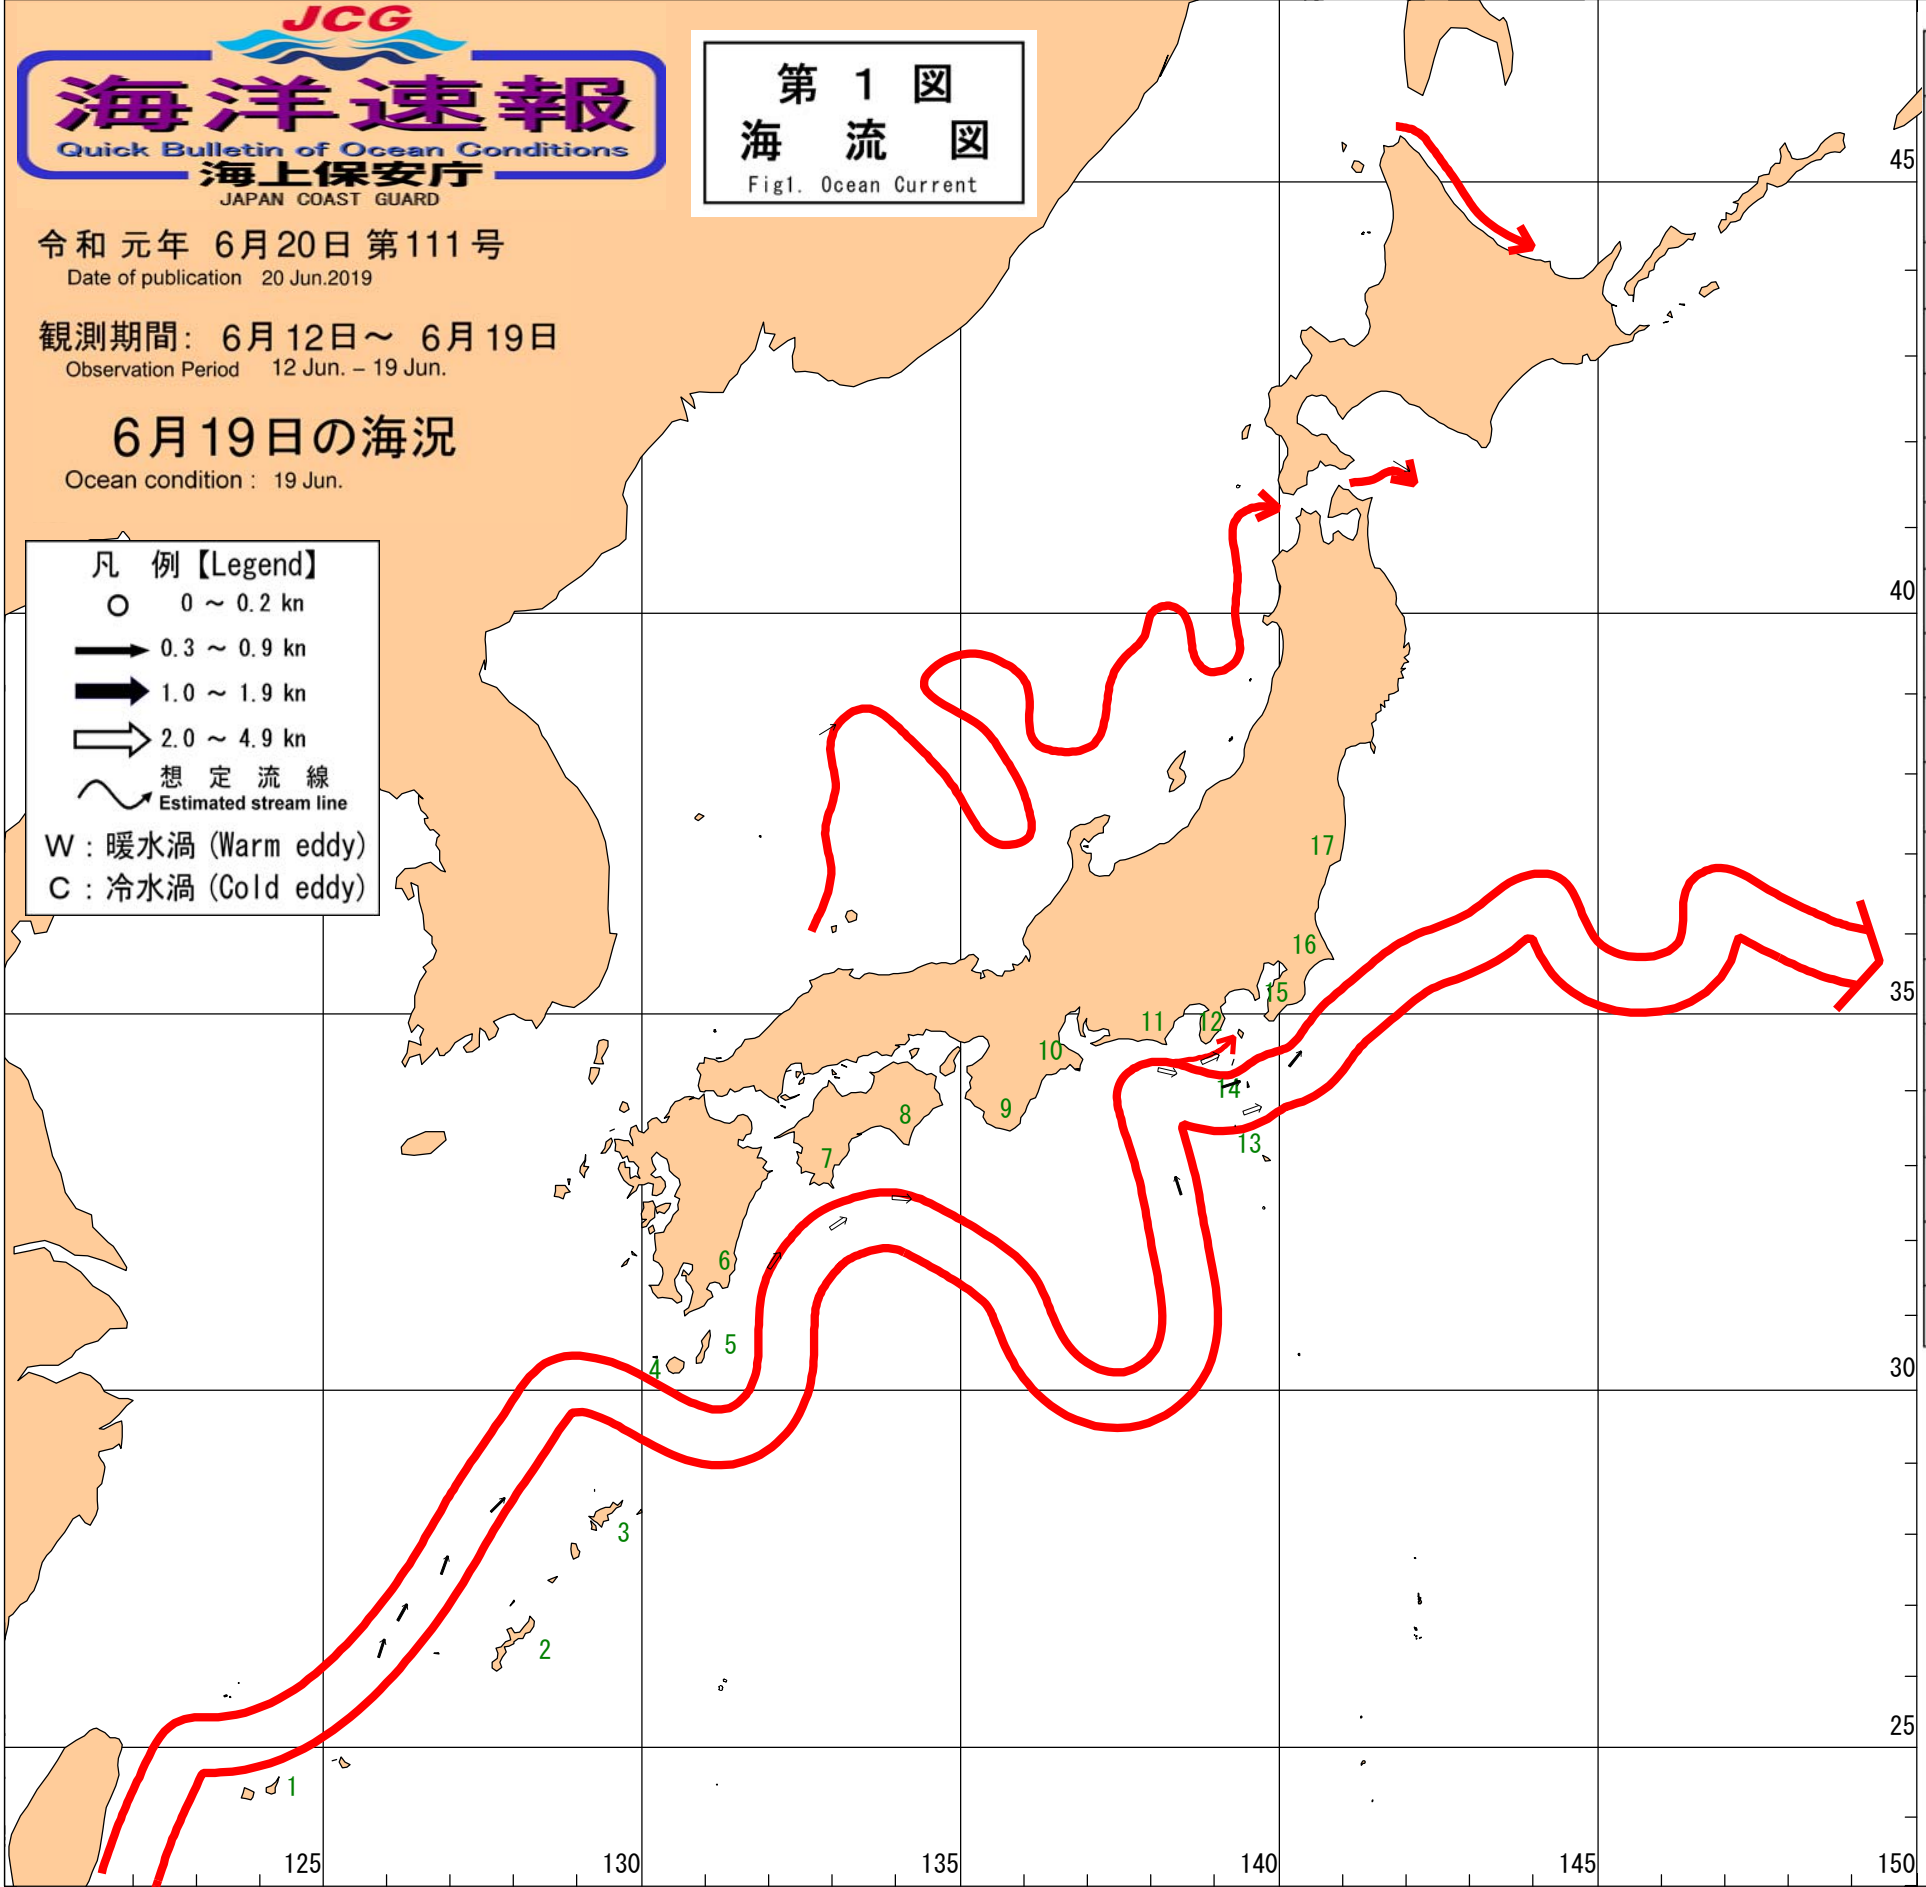 JCG
海洋速報
Quick Bulletin of Ocean Conditions
海上保安庁
JAPAN COAST GUARD
令和 元年 6月20日 第111号
Date of publication 20 Jun.2019
観測期間: 6月12日～ 6月19日
Observation Period 12 Jun. – 19 Jun.
6月19日の海況
Ocean condition : 19 Jun.
第 1 図
海 流 図
Fig1. Ocean Current
凡 例【Legend】
0 ～ 0.2 kn
0.3 ～ 0.9 kn
1.0 ～ 1.9 kn
2.0 ～ 4.9 kn
想 定 流 線
Estimated stream line
W : 暖水渦 (Warm eddy)
C : 冷水渦 (Cold eddy)
45
40
17
16
35
15
12
11
10
14
9
8
13
7
6
5
4
30
3
2
25
1
125
130
135
140
145
150